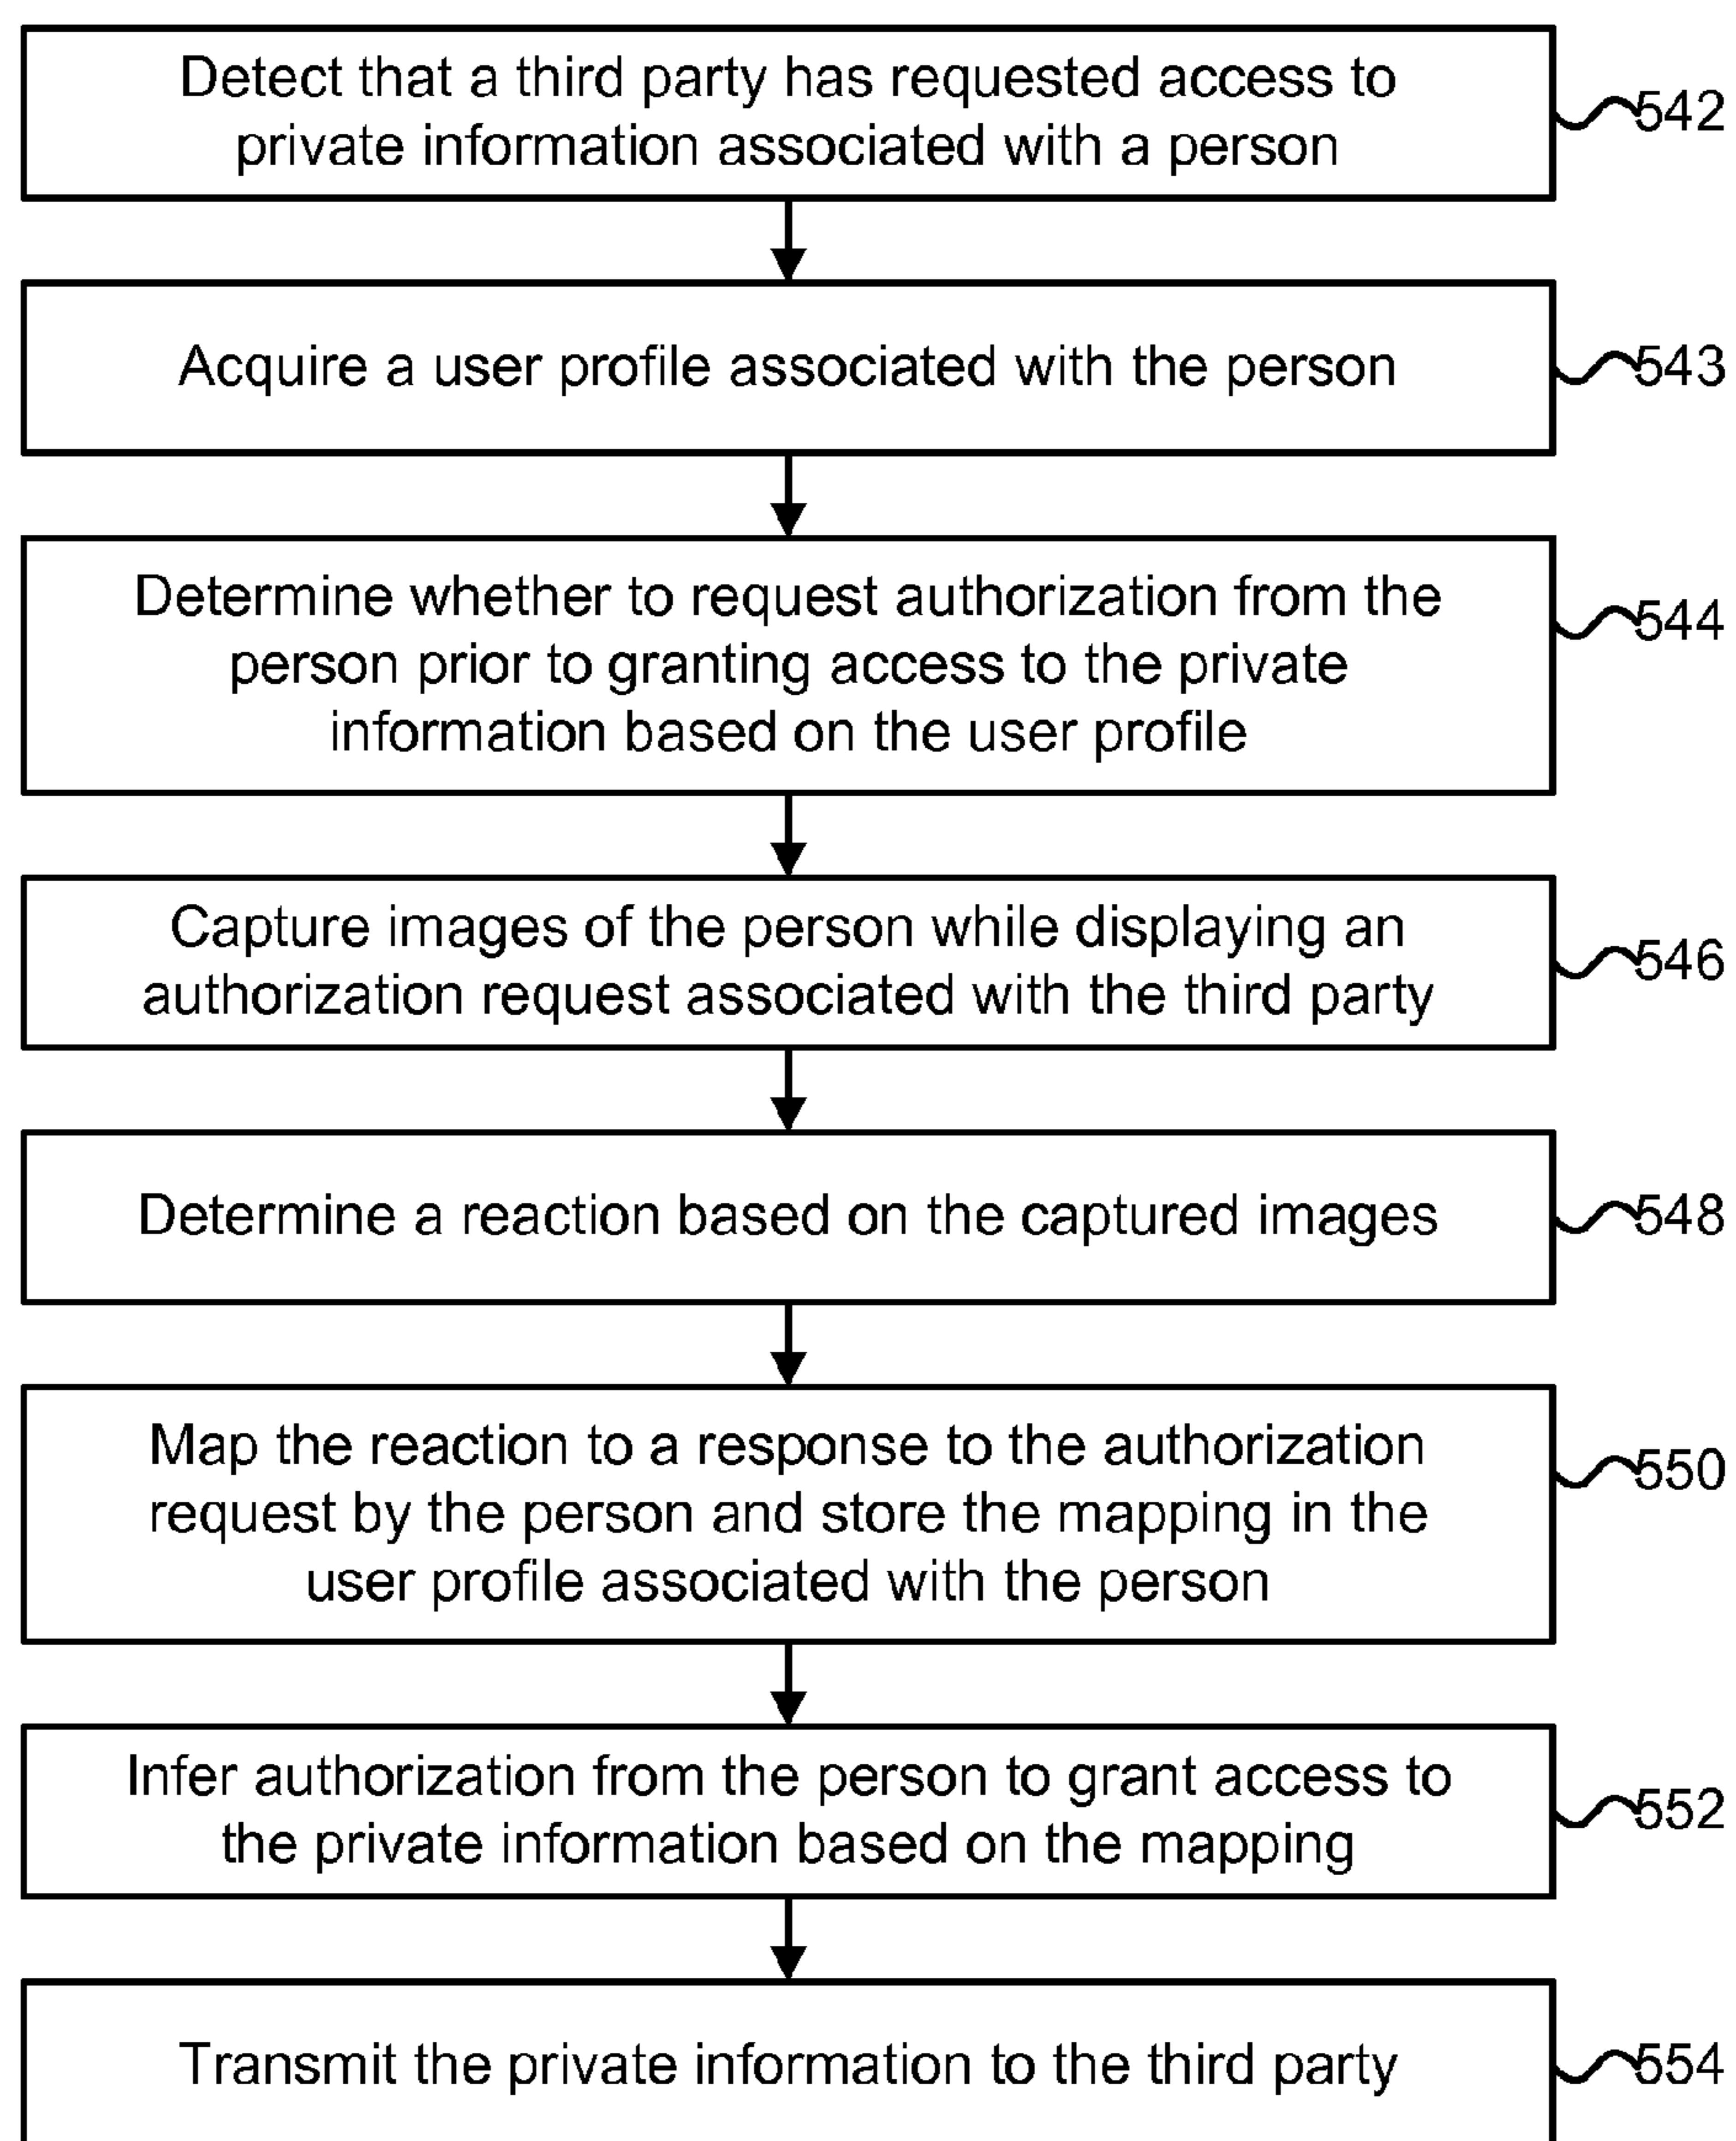 Detect that a third party has requested access to
private information associated with a person
542
Acquire a user profile associated with the person
543
Determine whether to request authorization from the
person prior to granting access to the private
information based on the user profile
544
Capture images of the person while displaying an
authorization request associated with the third party
546
Determine a reaction based on the captured images
548
Map the reaction to a response to the authorization
request by the person and store the mapping in the
user profile associated with the person
550
Infer authorization from the person to grant access to
the private information based on the mapping
552
Transmit the private information to the third party
554